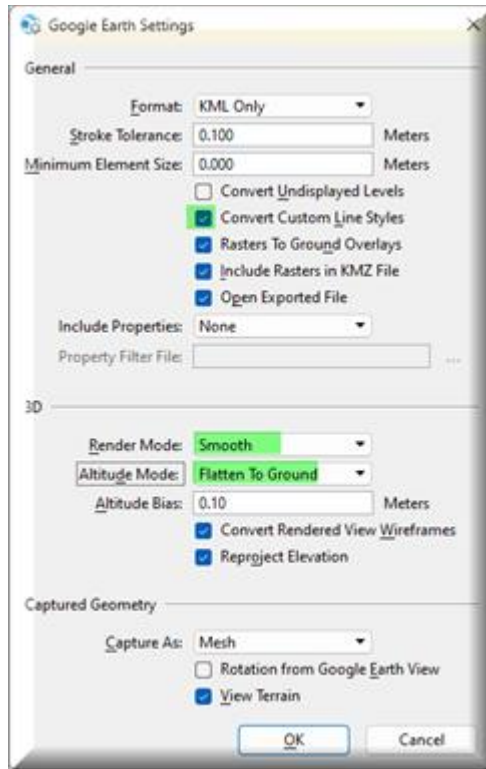 Google Earth Settings
General
Format: KML Only
Stroke Tolerance: 0.100 Meters
Minimum Element Size: 0.000 Meters
Convert Undisplayed Levels
Convert Custom Line Styles
Rasters To Ground Overlays
Include Rasters in KMZ File
Open Exported File
Include Properties: None
Property Filter File: ...
3D
Render Mode: Smooth
Altitude Mode: Flatten To Ground
Altitude Bias: 0.10 Meters
Convert Rendered View Wireframes
Reproject Elevation
Captured Geometry
Capture As: Mesh
Rotation from Google Earth View
View Terrain
OK Cancel